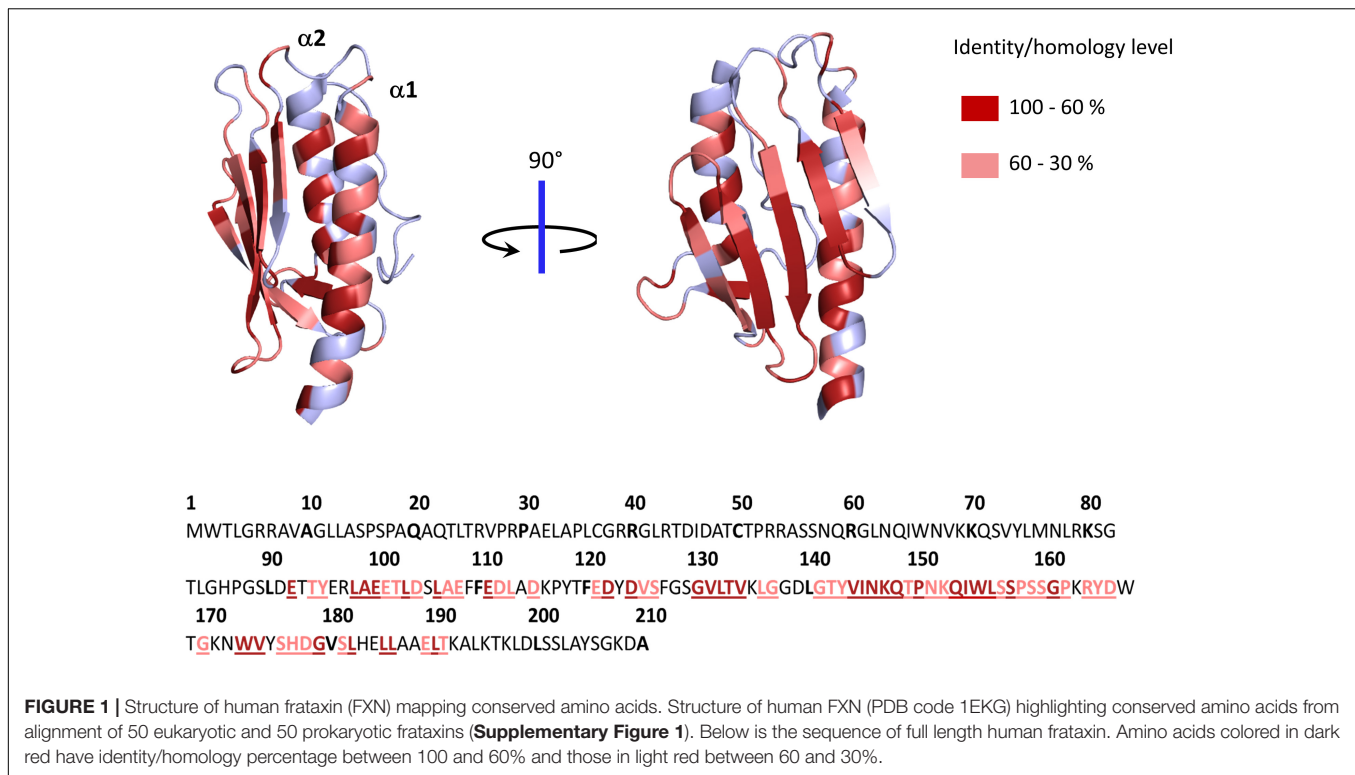 α2
α1
90°
Identity/homology level
100 - 60 %
60 - 30 %
1 10 20 30 40 50 60 70 80
MWTLGRRAVAGLLASPSPAQAQTLTRVPRPAELAPLCGRRGLRTDIDATCTPRRASSNQRGLNQIWNVKKQSVYLMNLRKSG
90 100 110 120 130 140 150 160
TLGHPGSLDETTYERLAEETLDSLAEFFEDLADKPYTFEDYDVSFGSGVLTVKLGGDLGTYVINKQTPNKQIWLSSPSSGPKRYDW
170 180 190 200 210
TGKNWVYSHDGVSLHELLAAELTKALKTKLDLSSLAYSGKDA
FIGURE 1 | Structure of human frataxin (FXN) mapping conserved amino acids. Structure of human FXN (PDB code 1EKG) highlighting conserved amino acids from
alignment of 50 eukaryotic and 50 prokaryotic frataxins (Supplementary Figure 1). Below is the sequence of full length human frataxin. Amino acids colored in dark
red have identity/homology percentage between 100 and 60% and those in light red between 60 and 30%.